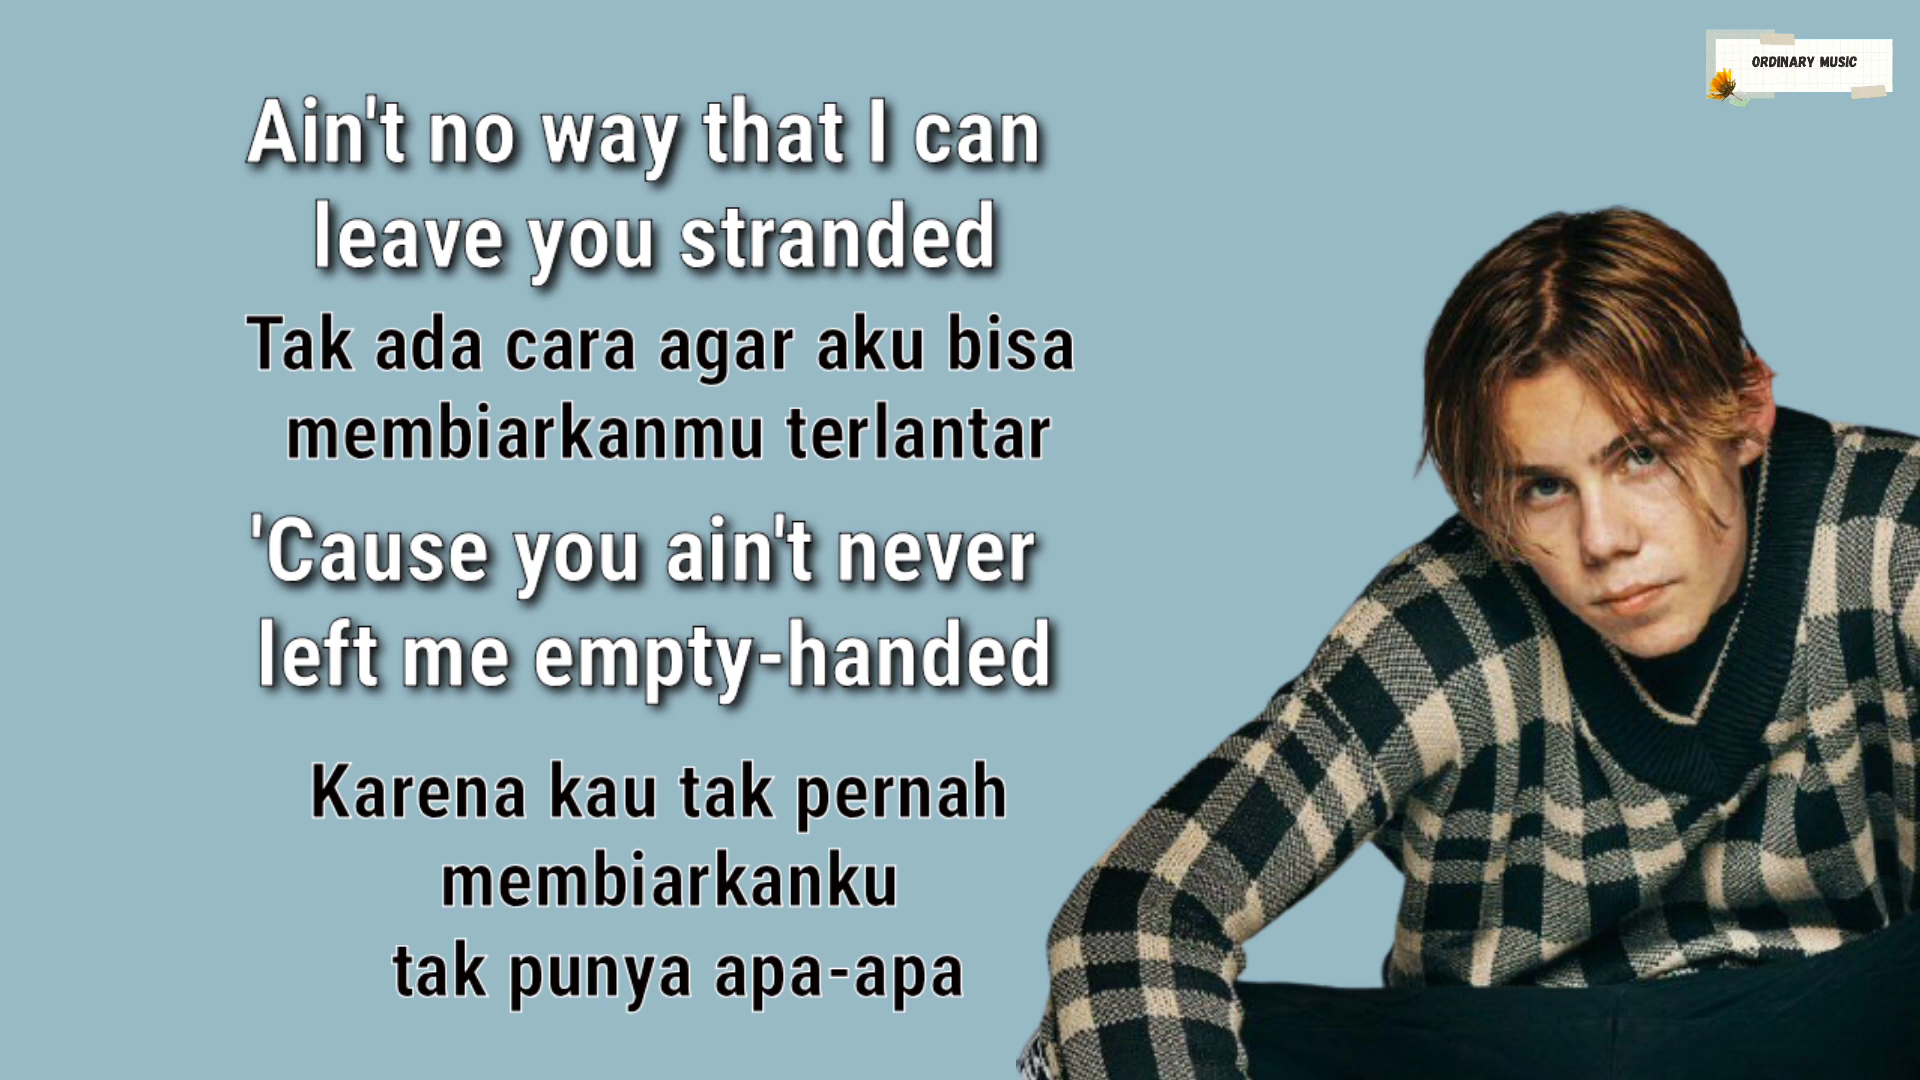 ORDINARY MUSIC
Ain't no way that I can
leave you stranded
Tak ada cara agar aku bisa
membiarkanmu terlantar
'Cause you ain't never
left me empty-handed
Karena kau tak pernah
membiarkanku
tak punya apa-apa